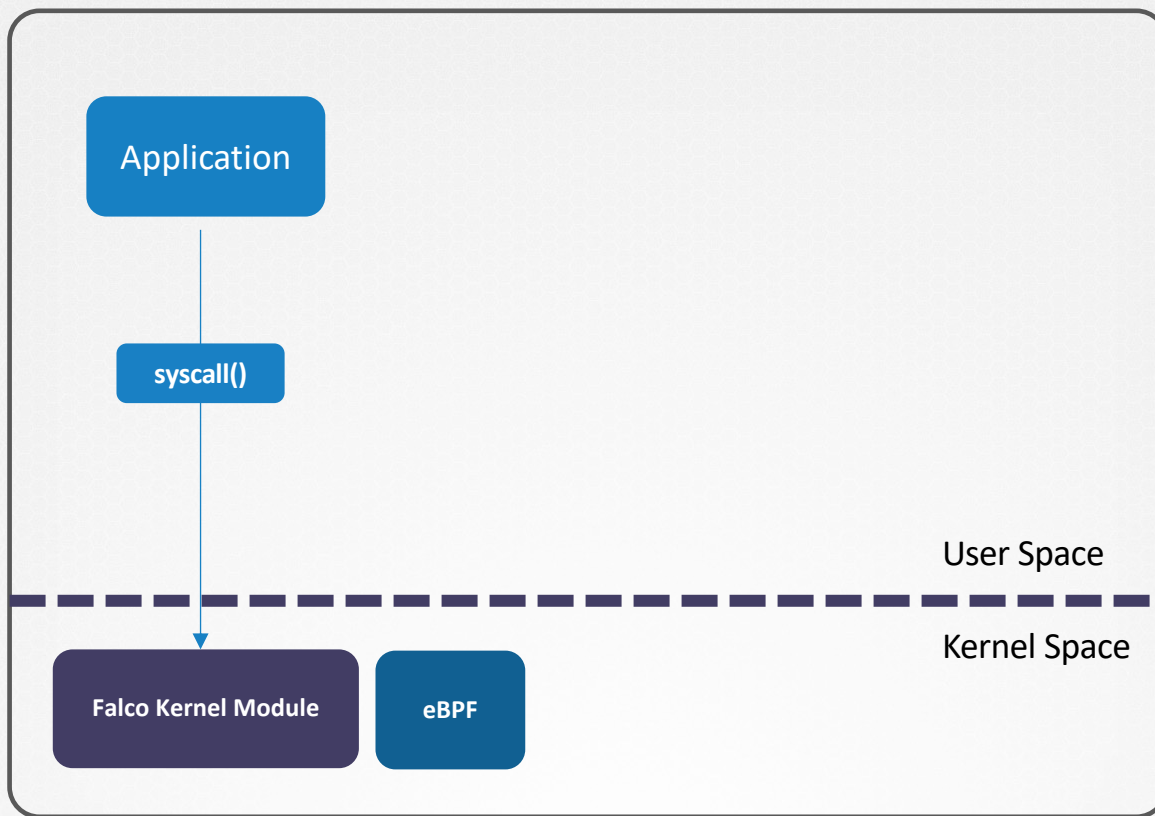 Application
syscall()
User Space
Kernel Space
Falco Kernel Module
eBPF